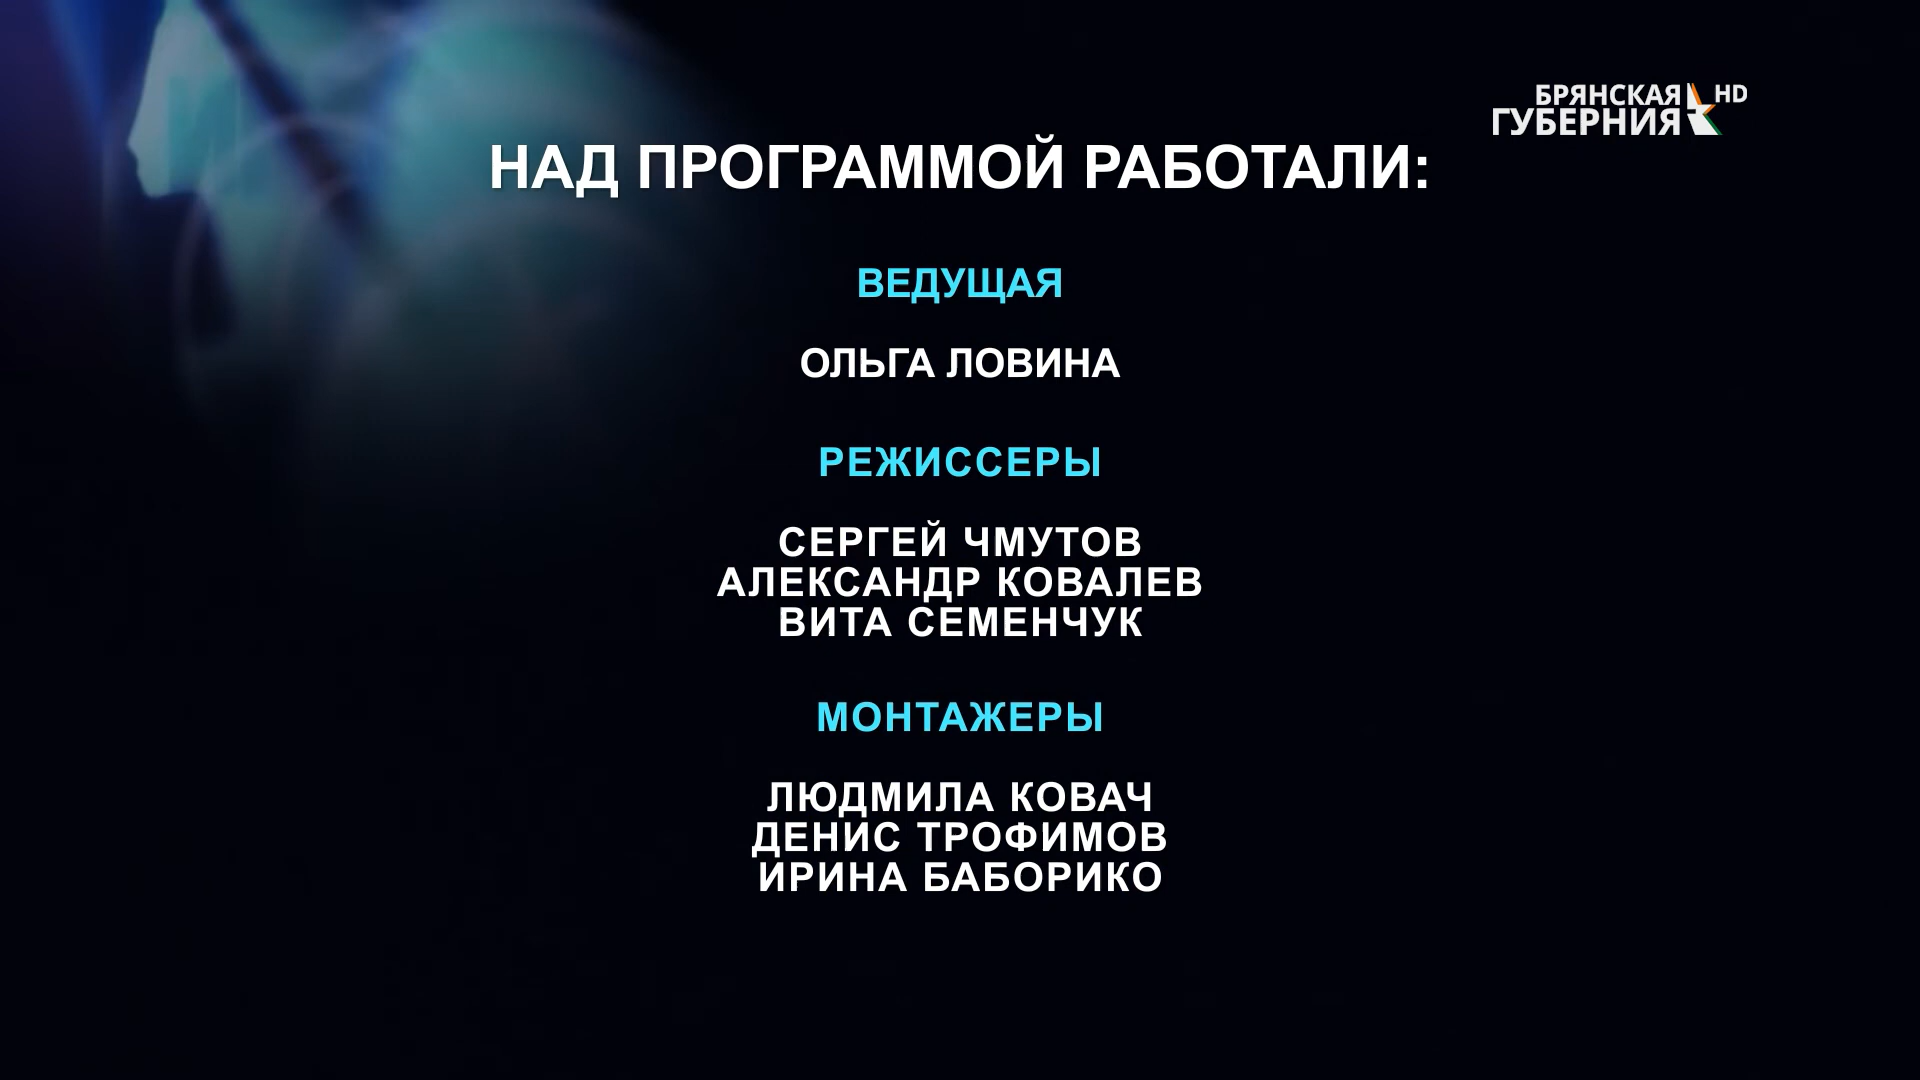 БРЯНСКАЯ HD
ГУБЕРНИЯ
НАД ПРОГРАММОЙ РАБОТАЛИ:
ВЕДУЩАЯ
ОЛЬГА ЛОВИНА
РЕЖИССЕРЫ
СЕРГЕЙ ЧМУТОВ
АЛЕКСАНДР КОВАЛЕВ
ВИТА СЕМЕНЧУК
МОНТАЖЕРЫ
ЛЮДМИЛА КОВАЧ
ДЕНИС ТРОФИМОВ
ИРИНА БАБОРИКО